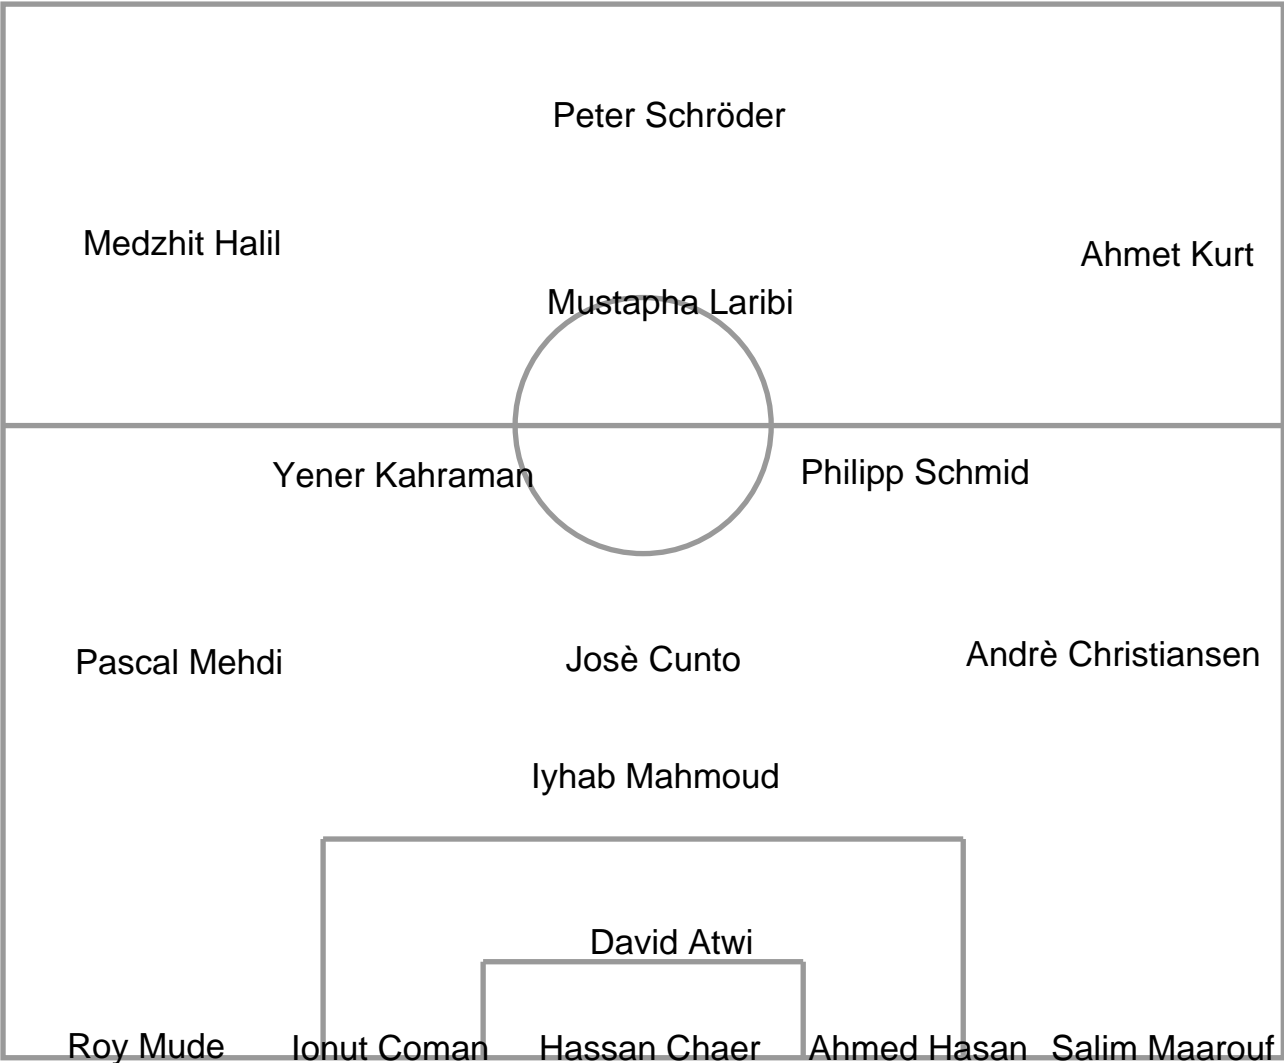 Peter Schröder
Medzhit Halil
Ahmet Kurt
Mustapha Laribi
Yener Kahraman
Philipp Schmid
Pascal Mehdi
Josè Cunto
Andrè Christiansen
Iyhab Mahmoud
David Atwi
Roy Mude
Ionut Coman
Hassan Chaer
Ahmed Hasan
Salim Maarouf